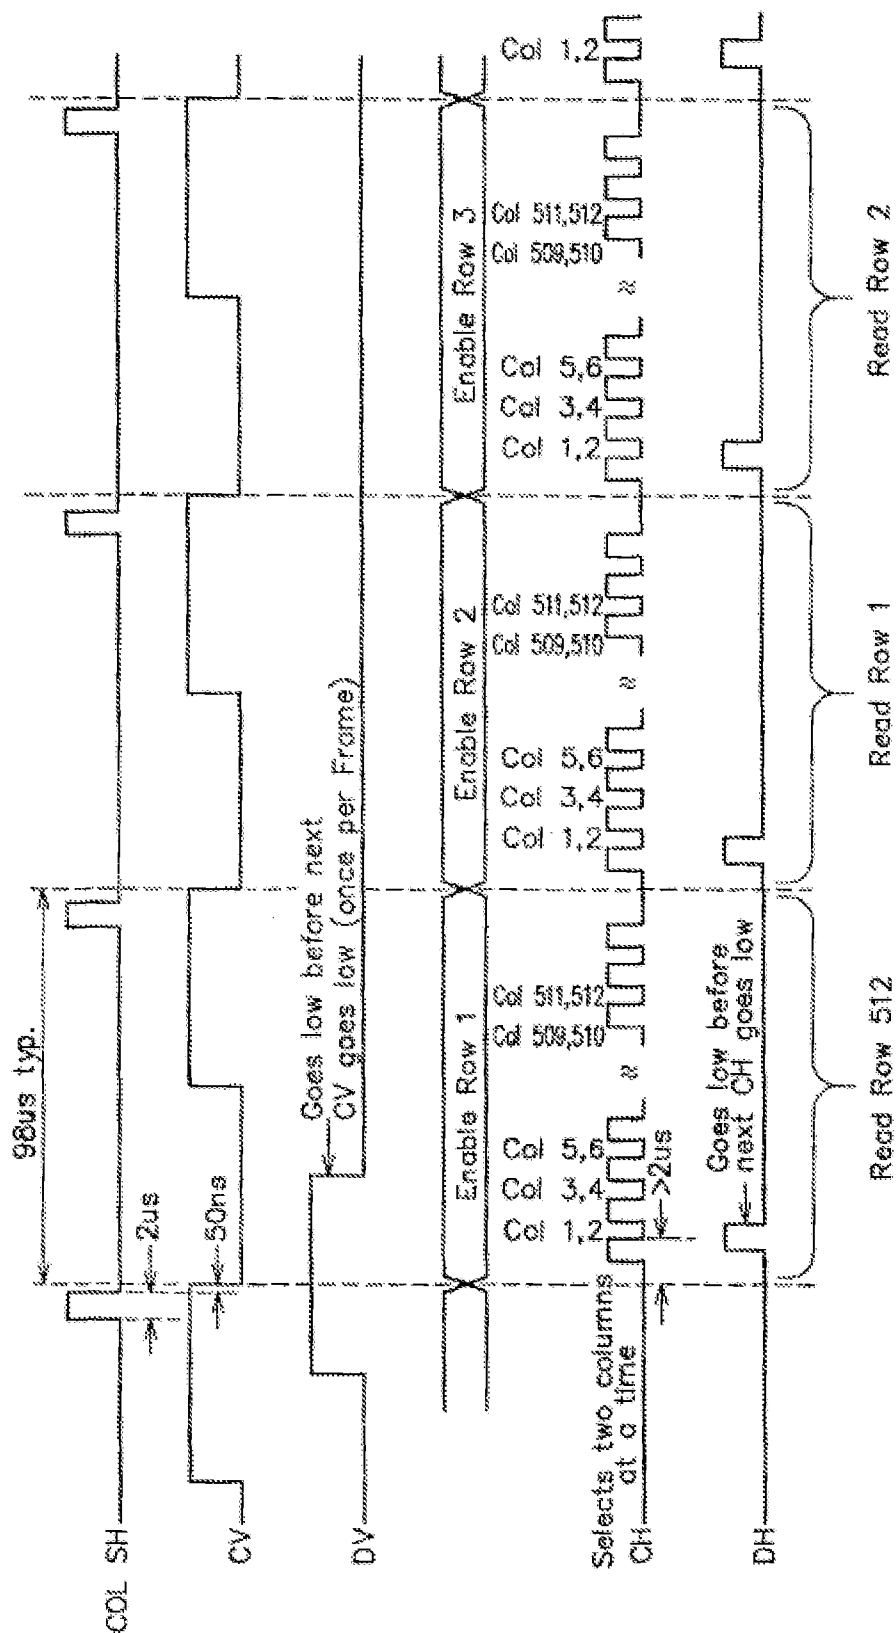 COL SH
98us typ.
2us
CV
50ns
DV
Goes low before next
CV goes low (once per Frame)
Enable Row 1
Enable Row 2
Enable Row 3
Selects two columns
at a time
CH
Col 1,2
Col 3,4
Col 5,6
≈
Col 509,510
Col 511,512
Col 1,2
Col 3,4
Col 5,6
≈
Col 509,510
Col 511,512
Col 1,2
Col 3,4
Col 5,6
≈
Col 509,510
Col 511,512
Col 1,2
>2us
DH
Goes low before
next CH goes low
Read Row 512
Read Row 1
Read Row 2